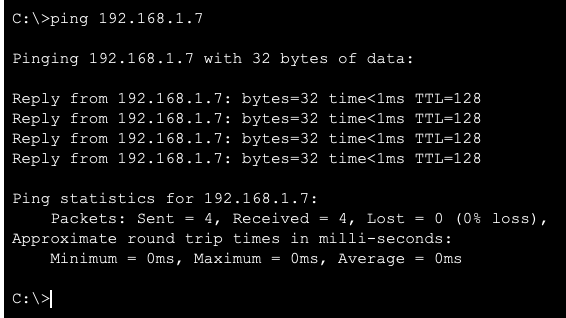 C:\>ping 192.168.1.7
Pinging 192.168.1.7 with 32 bytes of data:
Reply from 192.168.1.7: bytes=32 time<1ms TTL=128
Reply from 192.168.1.7: bytes=32 time<1ms TTL=128
Reply from 192.168.1.7: bytes=32 time<1ms TTL=128
Reply from 192.168.1.7: bytes=32 time<1ms TTL=128
Ping statistics for 192.168.1.7:
    Packets: Sent = 4, Received = 4, Lost = 0 (0% loss),
Approximate round trip times in milli-seconds:
    Minimum = 0ms, Maximum = 0ms, Average = 0ms
C:\>